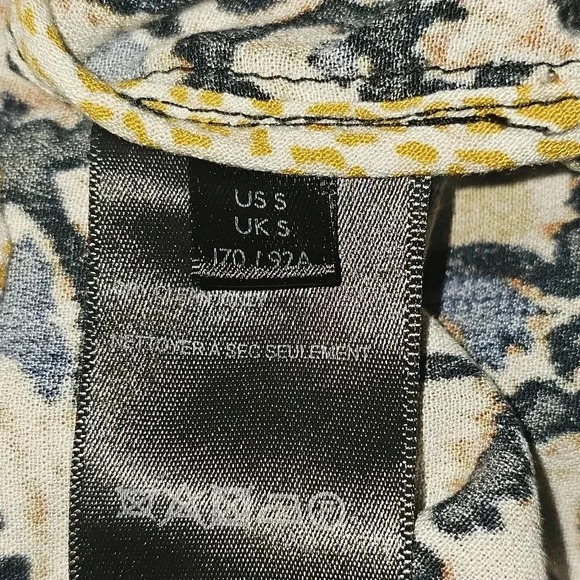 US S
UK S
170 / 92A
NETTOYER A SEC SEULEMENT